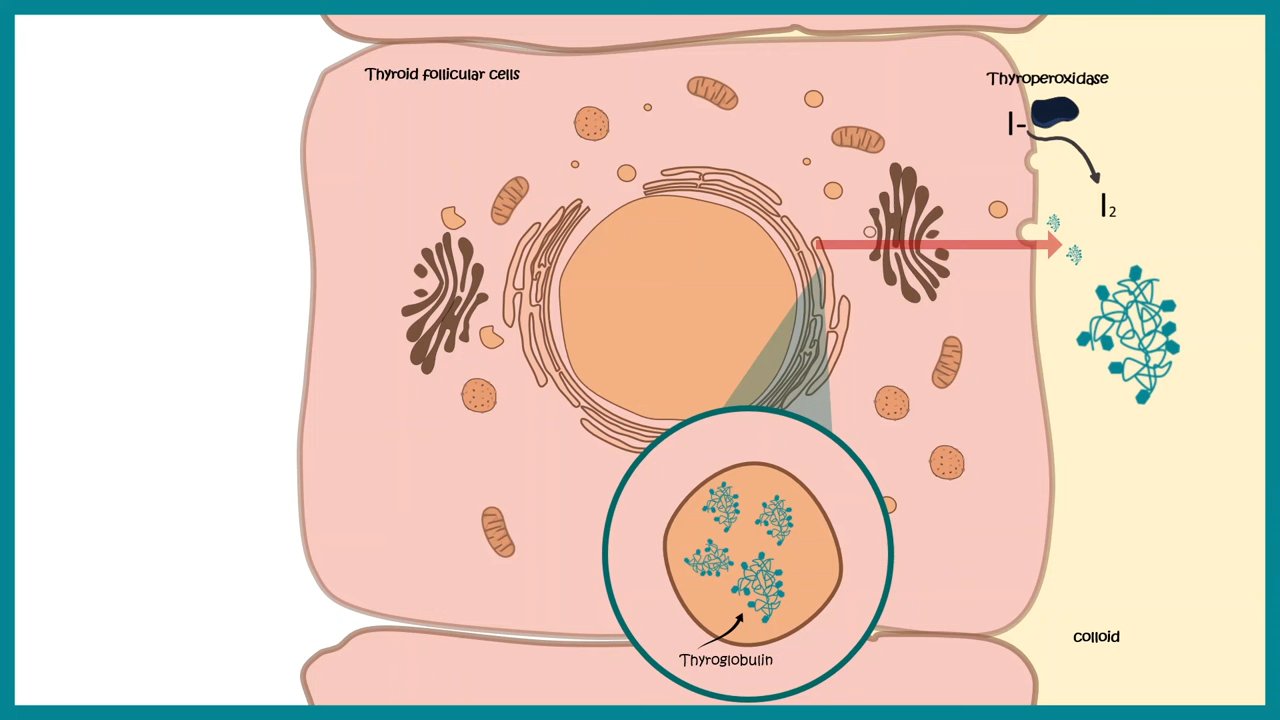 Thyroid follicular cells
Thyroperoxidase
I-
I2
colloid
Thyroglobulin